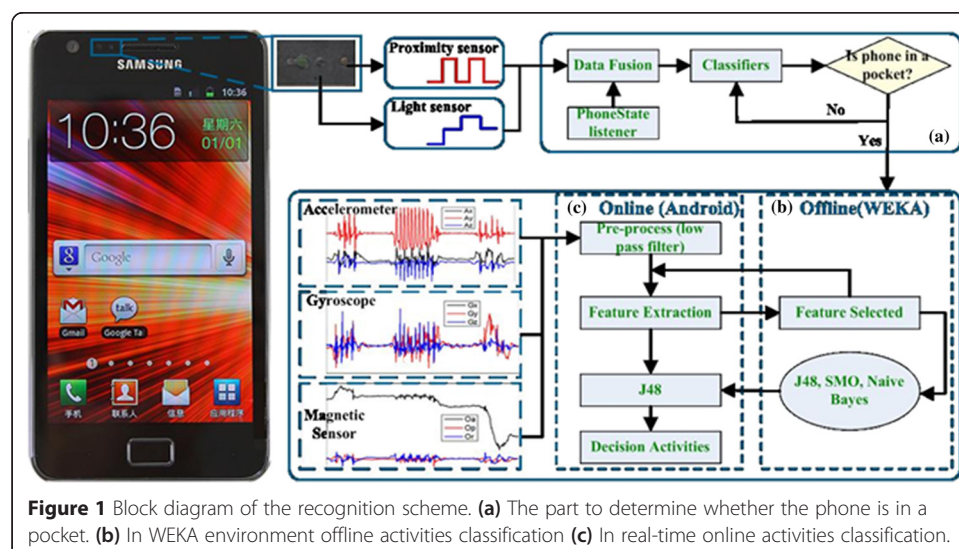 SAMSUNG
10:36
10:36
星期六
01/01
Google
Gmail
talk
Google Tal
1
手机
联系人
信息
应用程序
Proximity sensor
Light sensor
Data Fusion
Classifiers
Is phone in a
pocket?
PhoneState
listener
No
Yes
(a)
Accelerometer
Ax
Ay
Az
Gyroscope
Gx
Gy
Gz
Magnetic
Sensor
Oa
Op
Or
(c) Online (Android)
Pre-process (low
pass filter)
Feature Extraction
J48
Decision Activities
(b) Offline(WEKA)
Feature Selected
J48, SMO, Naive
Bayes
Figure 1 Block diagram of the recognition scheme. (a) The part to determine whether the phone is in a
pocket. (b) In WEKA environment offline activities classification (c) In real-time online activities classification.